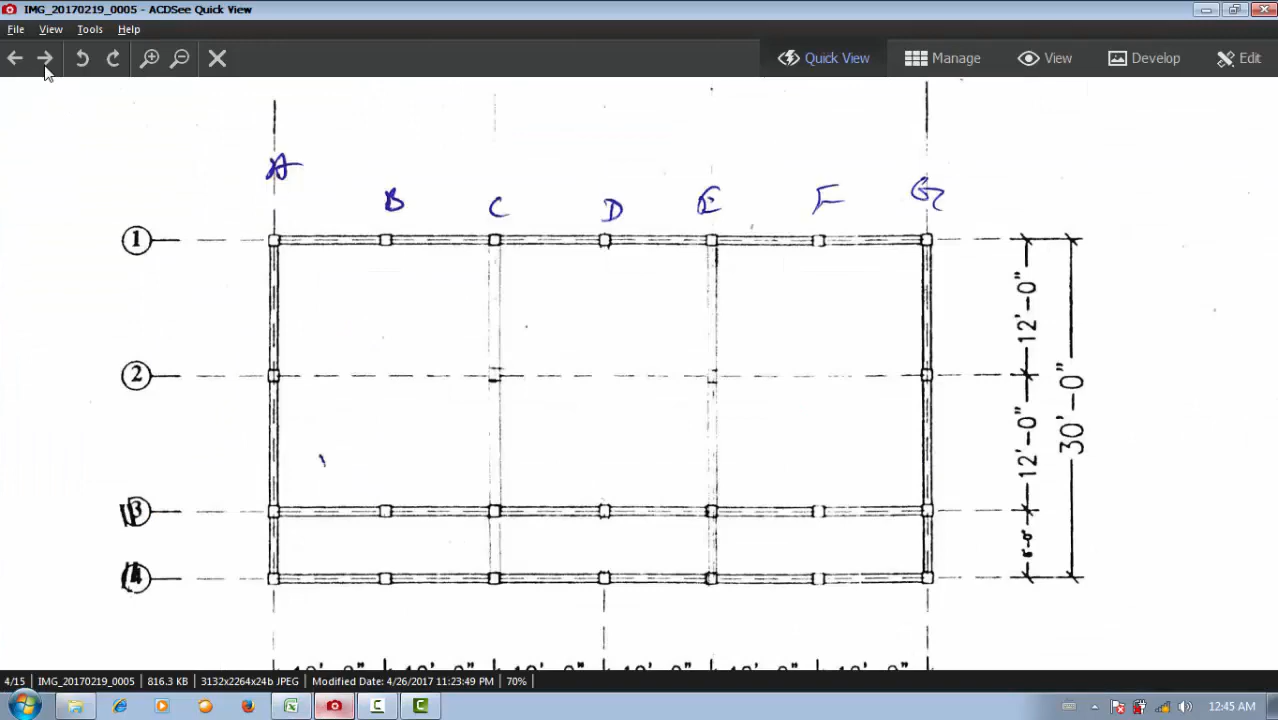 IMG_20170219_0005 - ACDSee Quick View
File View Tools Help
Quick View Manage View Develop Edit
A
B C D E F G
1
2
3
4
12'-0"
12'-0"
30'-0"
4/15 IMG_20170219_0005 816.3 KB 3132x2264x24b JPEG Modified Date: 4/26/2017 11:23:49 PM 70%
12:45 AM